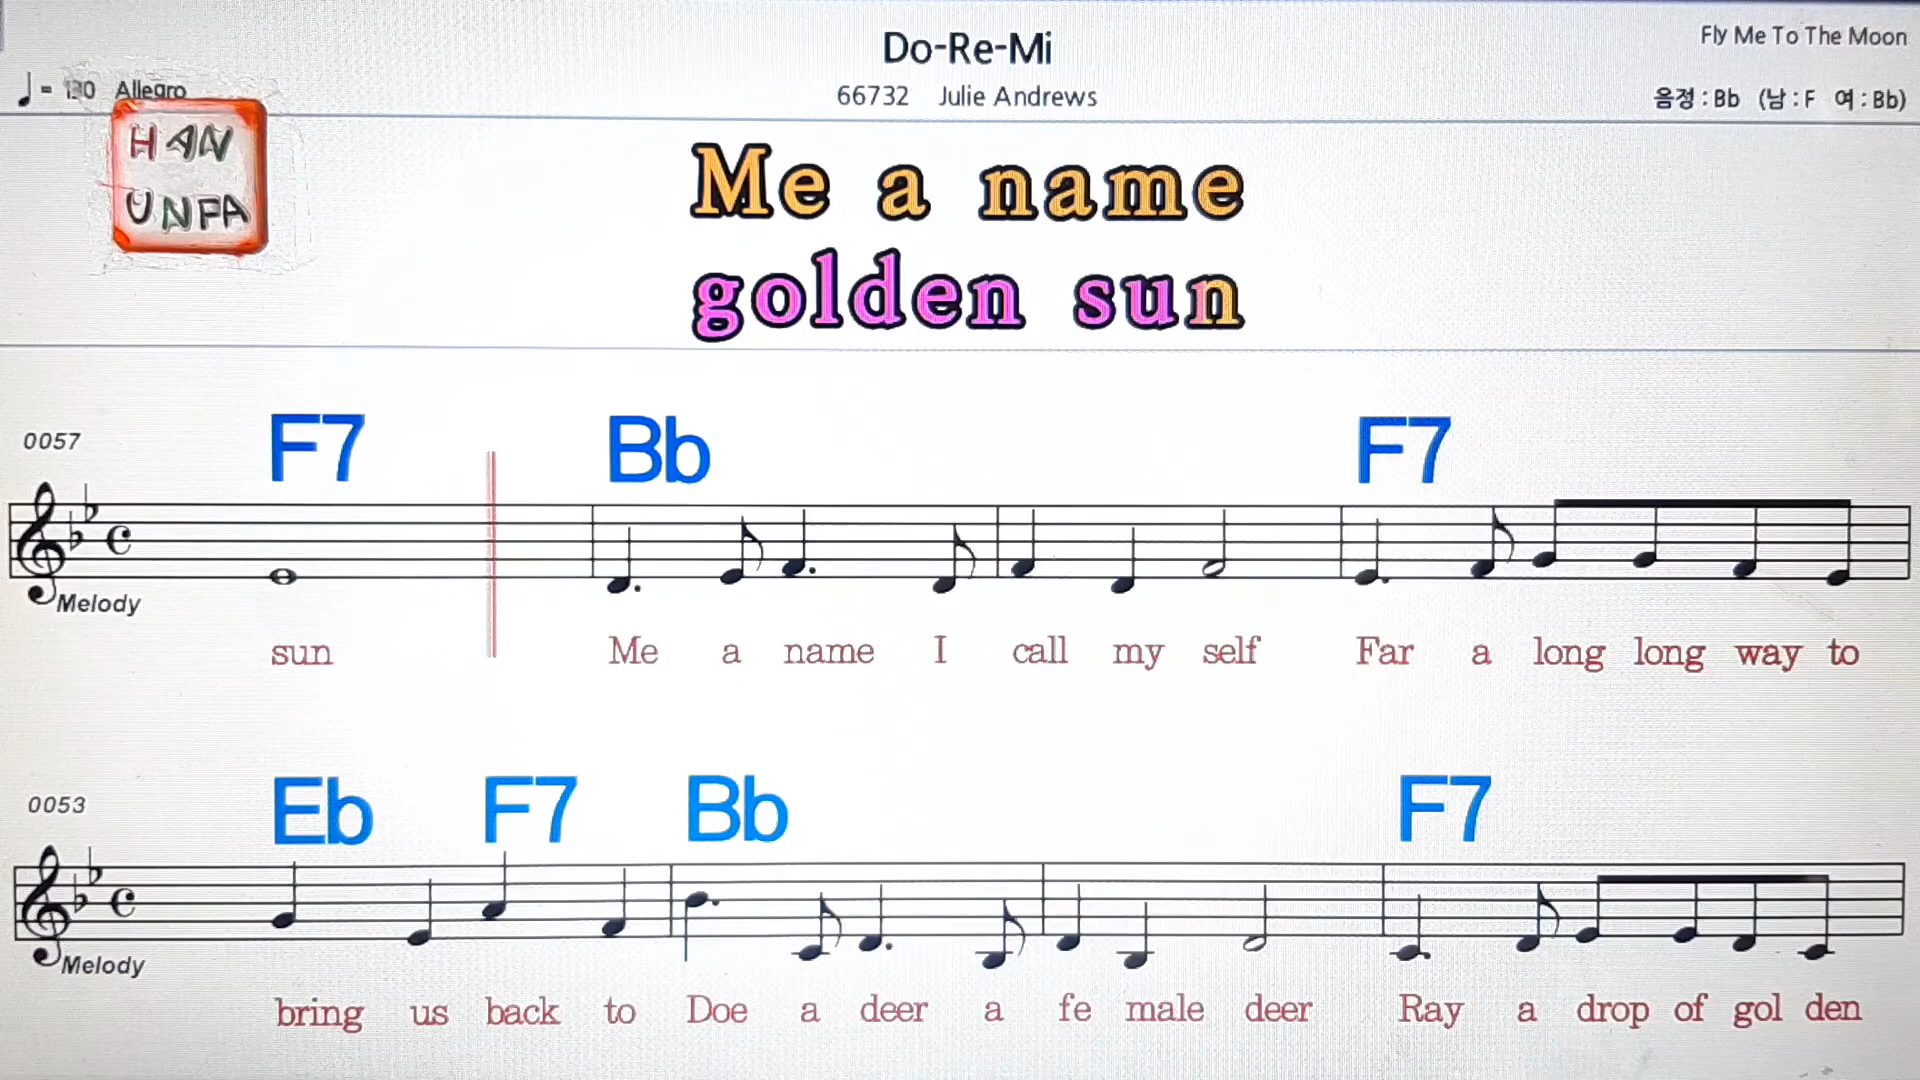 Do-Re-Mi
Fly Me To The Moon
Allegro
66732 Julie Andrews
음정 : Bb (남 : F 여 : Bb)
HAN
UNFA
Me a name
golden sun
0057
F7 Bb F7
Melody
sun Me a name I call my self Far a long long way to
0053
Eb F7 Bb F7
Melody
bring us back to Doe a deer a fe male deer Ray a drop of gol den